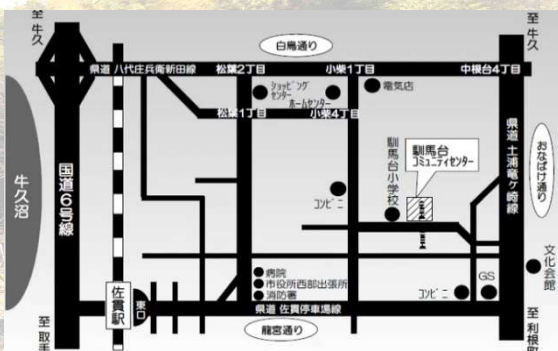 至 牛久
至 牛久
白鳥通り
県道 八代庄兵衛新田線
松葉2丁目
小柴1丁目
中根台4丁目
ショッピング
センター
ホームセンター
電気店
松葉1丁目
小柴4丁目
牛久沼
国道6号線
コンビニ
馴馬台小学校
馴馬台
コミュニティセンター
県道 土浦竜ヶ崎線
おなばけ通り
文化会館
病院
市役所西部出張所
消防署
佐貫駅
東口
コンビニ
GS
県道 佐貫停車場線
龍宮通り
至 取手
至 利根町